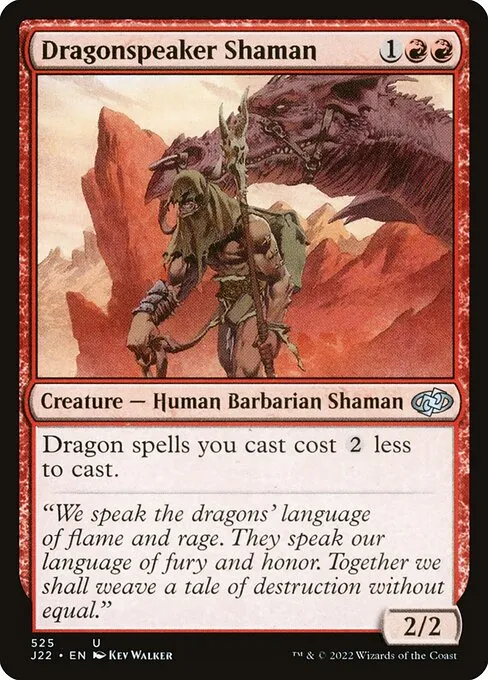 Dragonspeaker Shaman 1
Creature — Human Barbarian Shaman
Dragon spells you cast cost 2 less
to cast.
“We speak the dragons’ language
of flame and rage. They speak our
language of fury and honor. Together we
shall weave a tale of destruction without
equal.”
2/2
525 U
J22 • EN Kev Walker ™ & © 2022 Wizards of the Coast